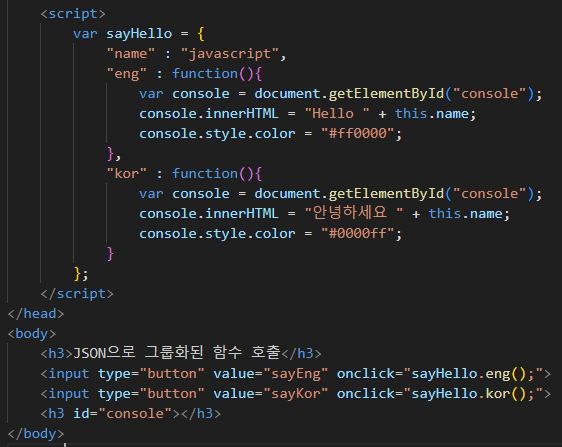 <script>
var sayHello = {
"name" : "javascript",
"eng" : function(){
var console = document.getElementById("console");
console.innerHTML = "Hello " + this.name;
console.style.color = "#ff0000";
},
"kor" : function(){
var console = document.getElementById("console");
console.innerHTML = "안녕하세요 " + this.name;
console.style.color = "#0000ff";
}
};
</script>
</head>
<body>
<h3>JSON으로 그룹화된 함수 호출</h3>
<input type="button" value="sayEng" onclick="sayHello.eng();">
<input type="button" value="sayKor" onclick="sayHello.kor();">
<h3 id="console"></h3>
</body>